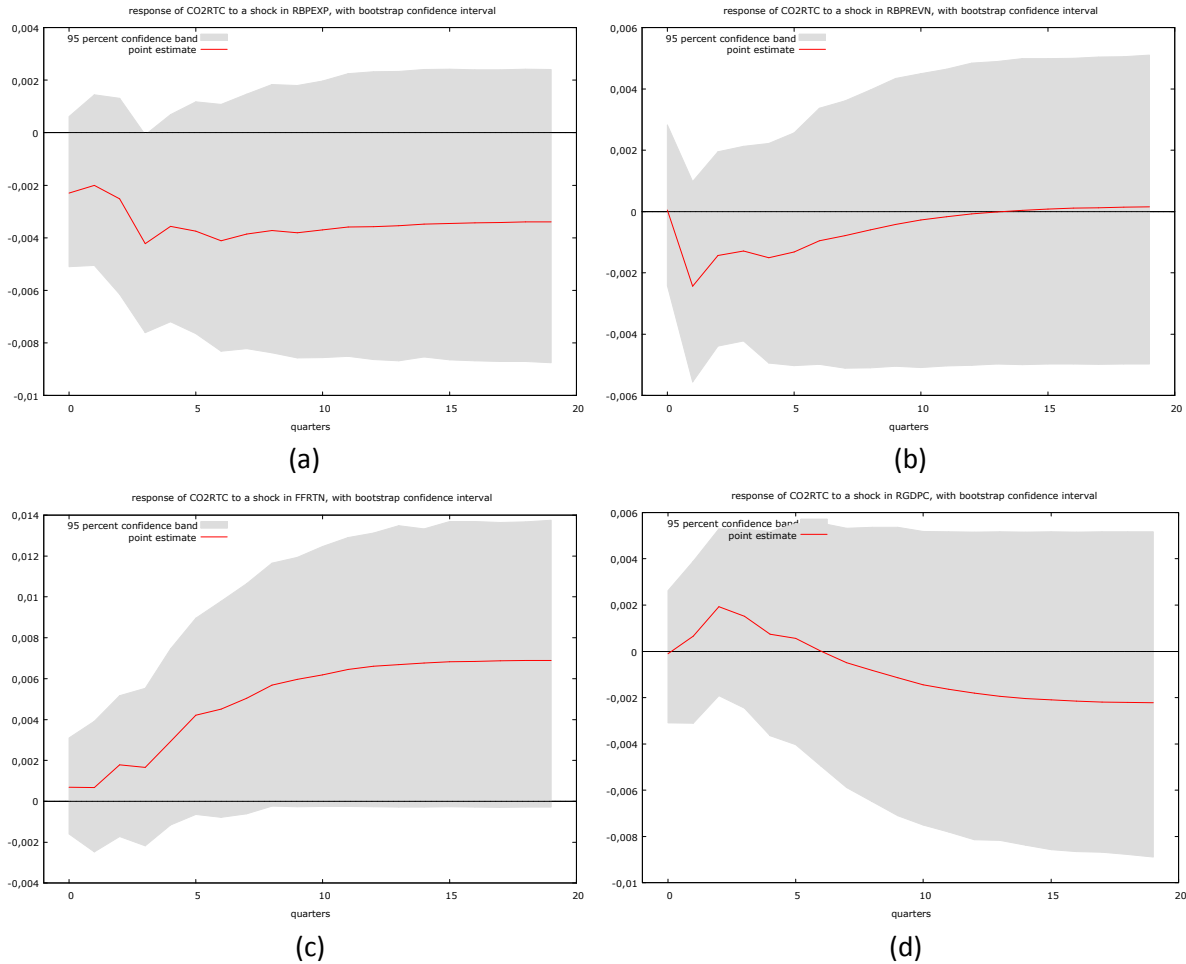 response of CO2RTC to a shock in RBPEXP, with bootstrap confidence interval
95 percent confidence band
point estimate
0,004
0,002
0
-0,002
-0,004
-0,006
-0,008
-0,01
0 5 10 15 20
quarters
(a)
response of CO2RTC to a shock in RBPREVN, with bootstrap confidence interval
95 percent confidence band
point estimate
0,006
0,004
0,002
0
-0,002
-0,004
-0,006
0 5 10 15 20
quarters
(b)
response of CO2RTC to a shock in FFRTN, with bootstrap confidence interval
95 percent confidence band
point estimate
0,014
0,012
0,01
0,008
0,006
0,004
0,002
0
-0,002
-0,004
0 5 10 15 20
quarters
(c)
response of CO2RTC to a shock in RGDPC, with bootstrap confidence interval
95 percent confidence band
point estimate
0,006
0,004
0,002
0
-0,002
-0,004
-0,006
-0,008
-0,01
0 5 10 15 20
quarters
(d)